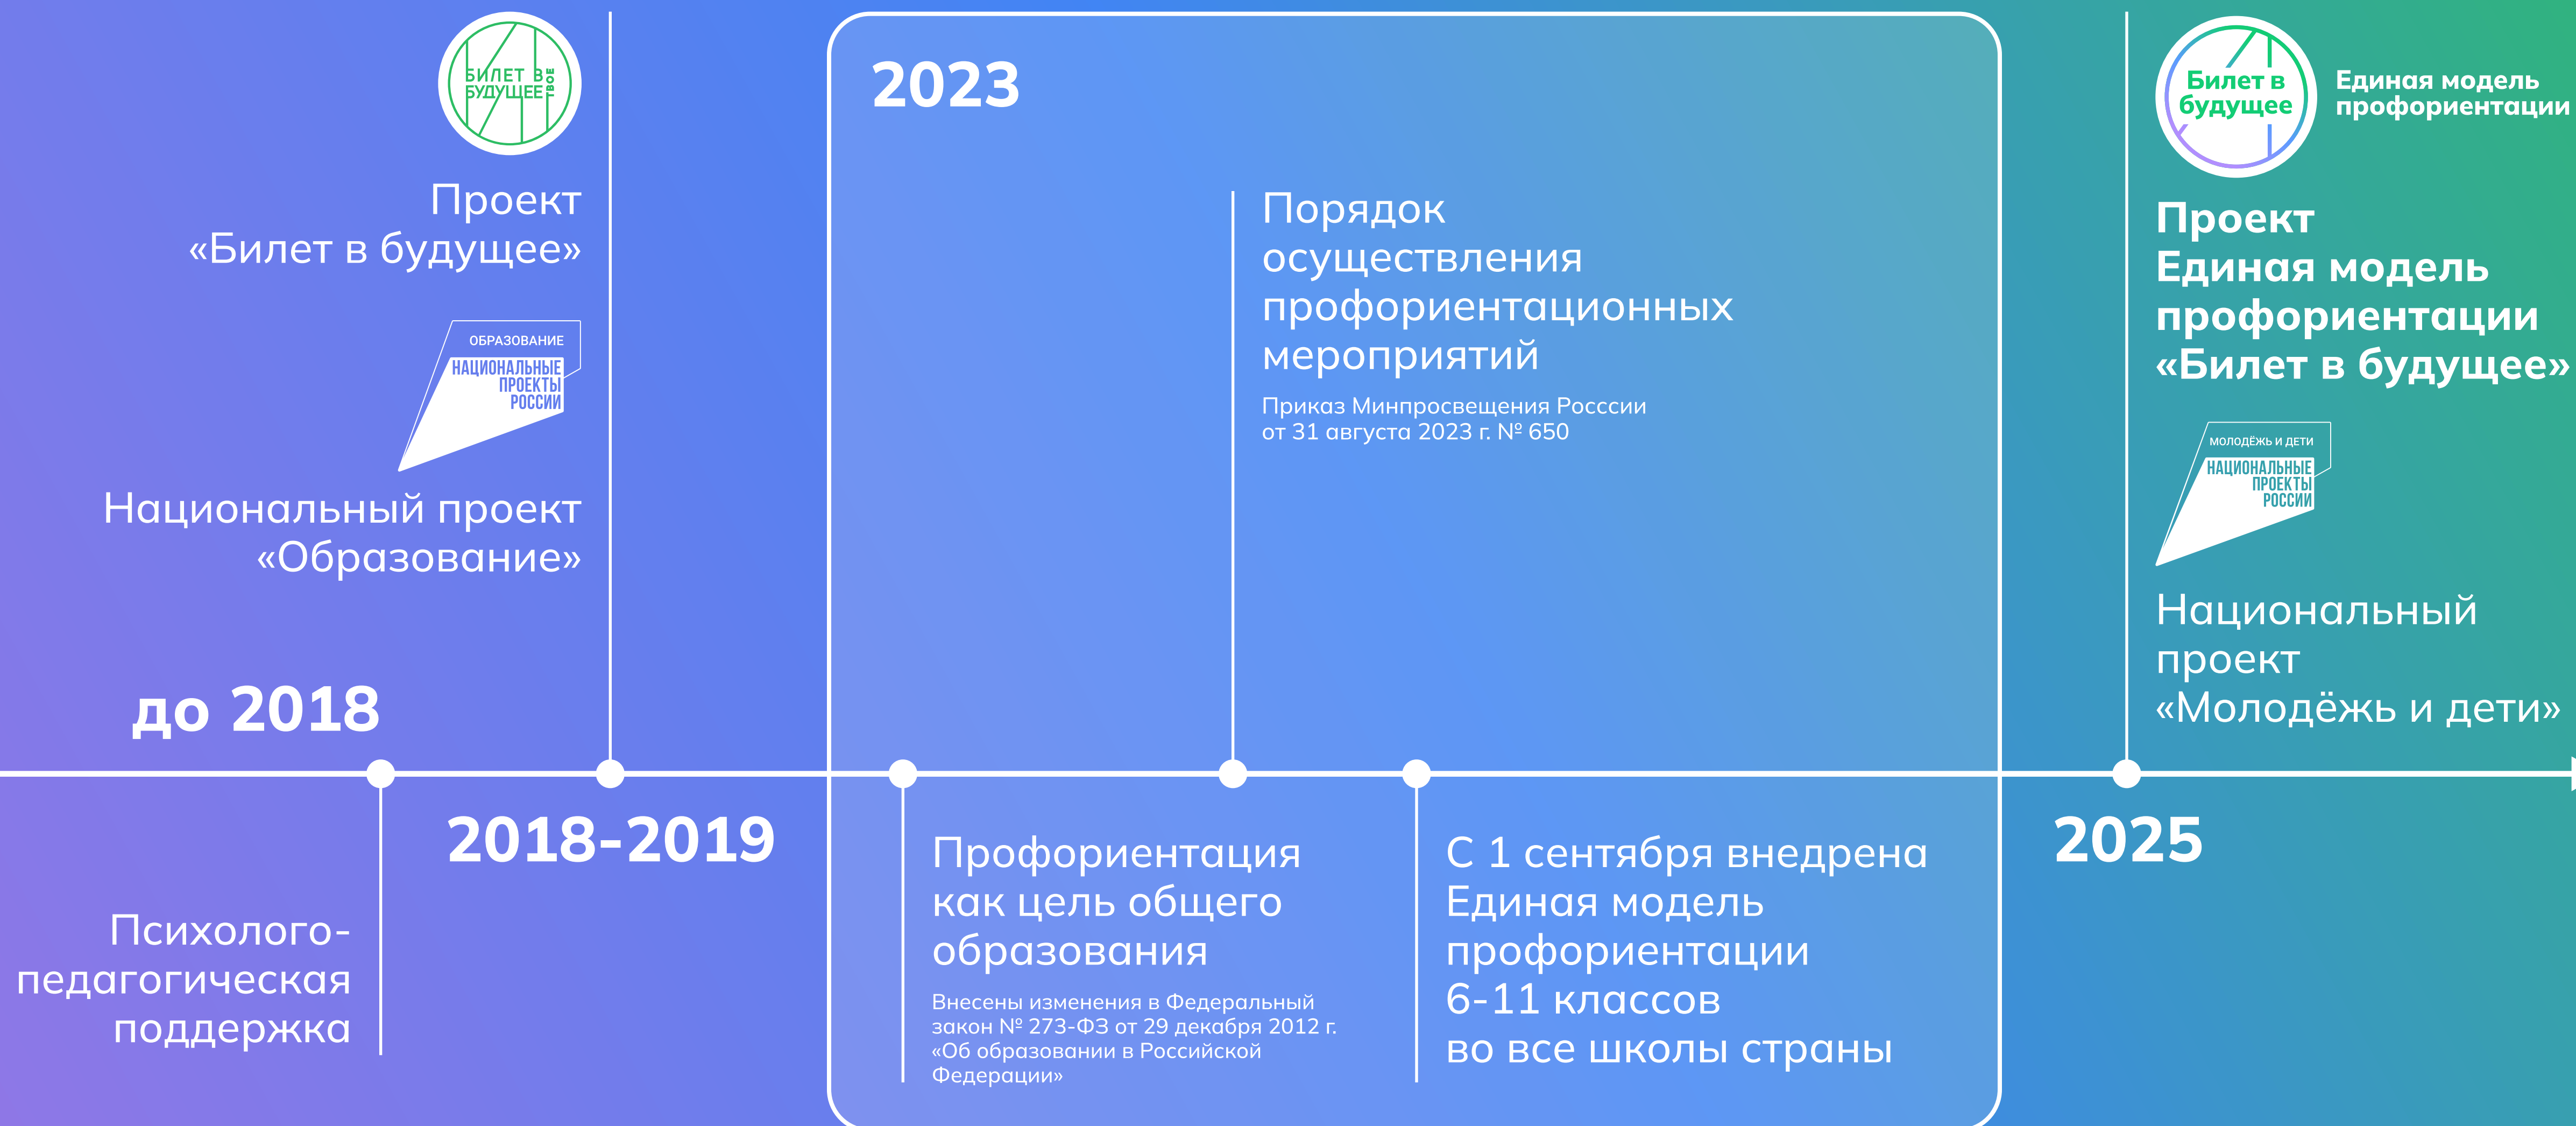 БИЛЕТ В
БУДУЩЕЕ
ТВОЕ
Проект
«Билет в будущее»
ОБРАЗОВАНИЕ
НАЦИОНАЛЬНЫЕ
ПРОЕКТЫ
РОССИИ
Национальный проект
«Образование»
до 2018
Психолого-
педагогическая
поддержка
2018-2019
2023
Порядок
осуществления
профориентационных
мероприятий
Приказ Минпросвещения Росссии
от 31 августа 2023 г. № 650
Профориентация
как цель общего
образования
Внесены изменения в Федеральный
закон № 273-ФЗ от 29 декабря 2012 г.
«Об образовании в Российской
Федерации»
С 1 сентября внедрена
Единая модель
профориентации
6-11 классов
во все школы страны
Билет в
будущее
Единая модель
профориентации
Проект
Единая модель
профориентации
«Билет в будущее»
МОЛОДЁЖЬ И ДЕТИ
НАЦИОНАЛЬНЫЕ
ПРОЕКТЫ
РОССИИ
Национальный
проект
«Молодёжь и дети»
2025